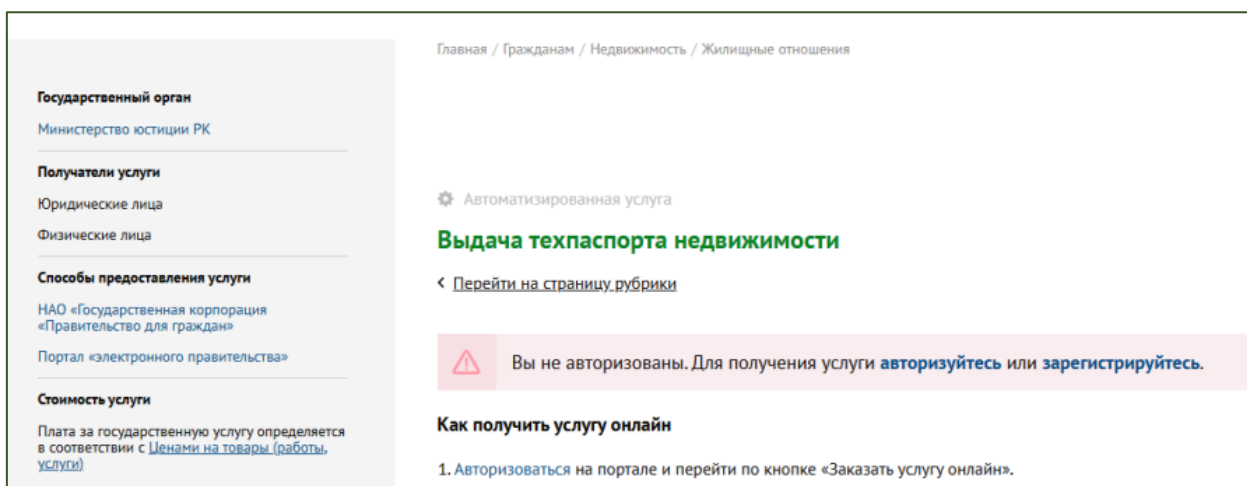 Главная / Гражданам / Недвижимость / Жилищные отношения
Государственный орган
Министерство юстиции РК
Получатели услуги
Юридические лица
Физические лица
Способы предоставления услуги
НАО «Государственная корпорация
«Правительство для граждан»
Портал «электронного правительства»
Стоимость услуги
Плата за государственную услугу определяется
в соответствии с Ценами на товары (работы,
услуги)
Автоматизированная услуга
Выдача техпаспорта недвижимости
< Перейти на страницу рубрики
Вы не авторизованы. Для получения услуги авторизуйтесь или зарегистрируйтесь.
Как получить услугу онлайн
1. Авторизоваться на портале и перейти по кнопке «Заказать услугу онлайн».